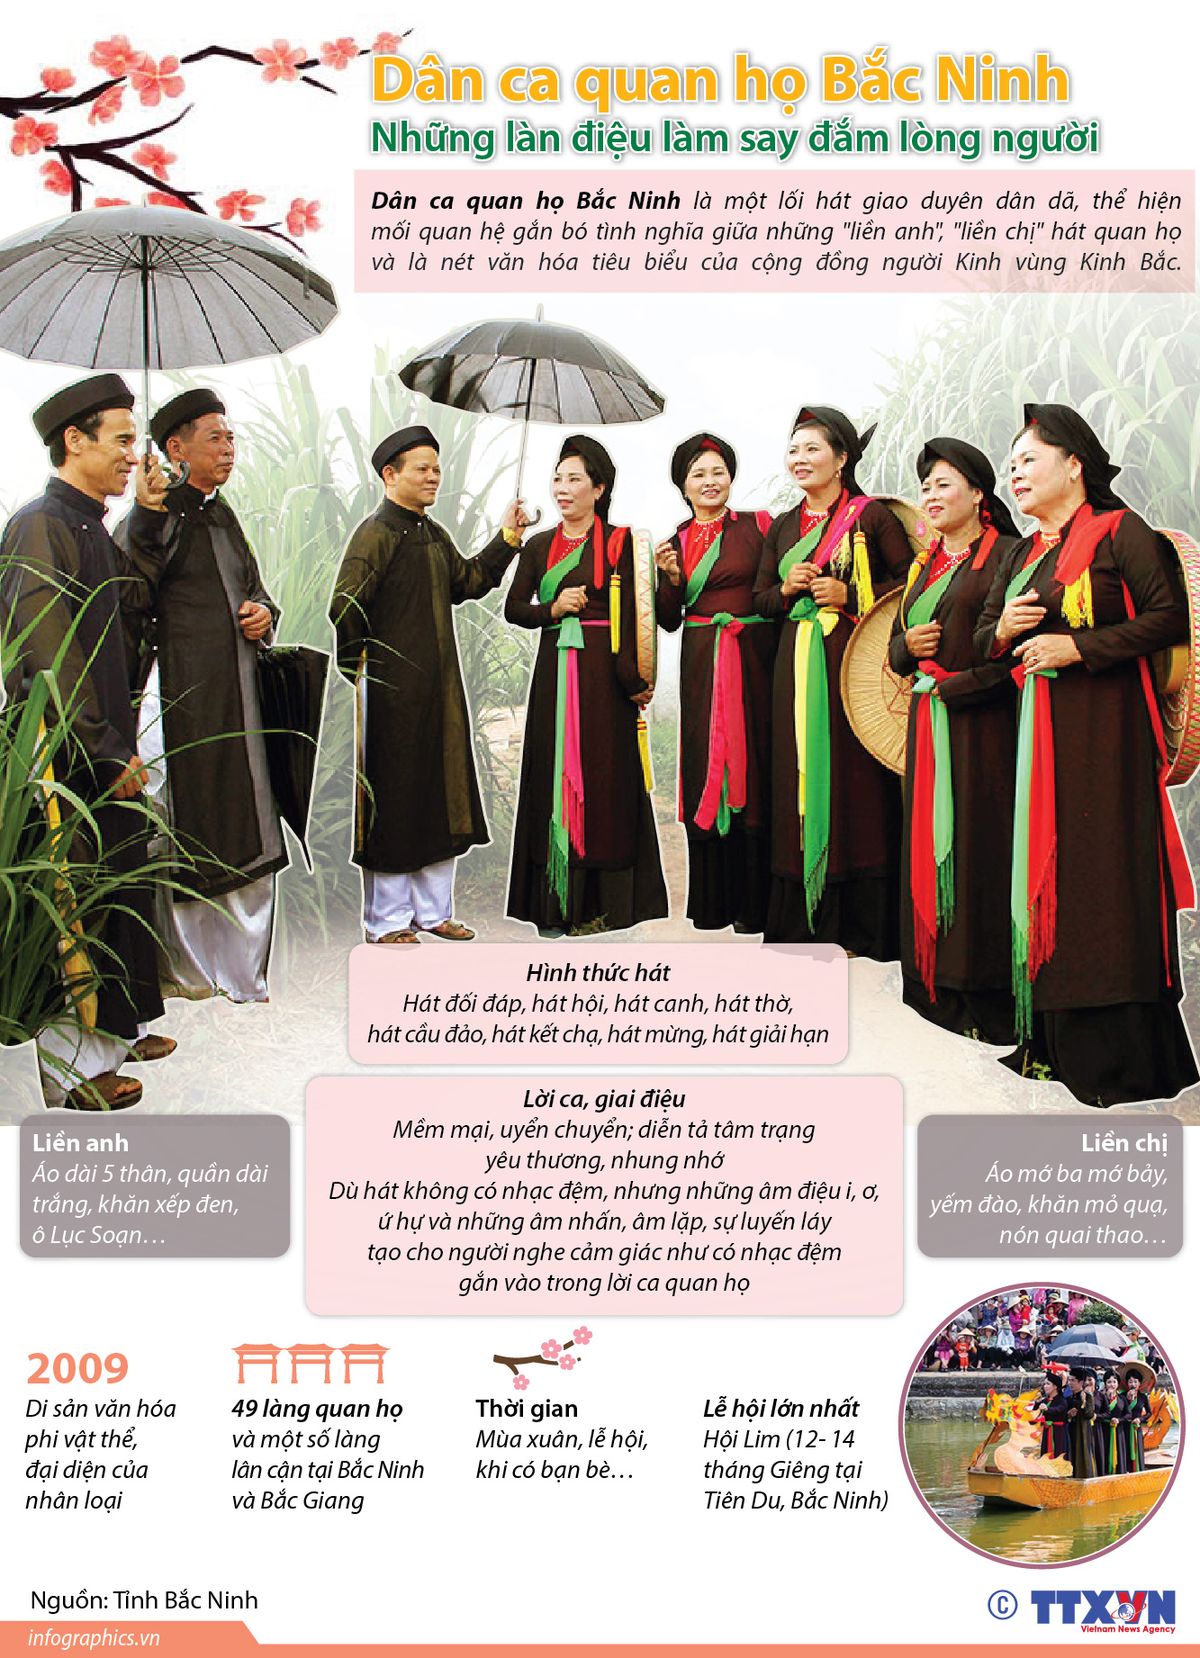 Dân ca quan họ Bắc Ninh
Những làn điệu làm say đắm lòng người
Dân ca quan họ Bắc Ninh là một lối hát giao duyên dân dã, thể hiện
mối quan hệ gắn bó tình nghĩa giữa những "liền anh", "liền chị" hát quan họ
và là nét văn hóa tiêu biểu của cộng đồng người Kinh vùng Kinh Bắc.
Hình thức hát
Hát đối đáp, hát hội, hát canh, hát thờ,
hát cầu đảo, hát kết chạ, hát mừng, hát giải hạn
Lời ca, giai điệu
Mềm mại, uyển chuyển; diễn tả tâm trạng
yêu thương, nhung nhớ
Dù hát không có nhạc đệm, nhưng những âm điệu i, ơ,
ứ hự và những âm nhấn, âm lặp, sự luyến láy
tạo cho người nghe cảm giác như có nhạc đệm
gắn vào trong lời ca quan họ
Liền anh
Áo dài 5 thân, quần dài
trắng, khăn xếp đen,
ô Lục Soạn...
Liền chị
Áo mớ ba mớ bảy,
yếm đào, khăn mỏ quạ,
nón quai thao...
2009
Di sản văn hóa
phi vật thể,
đại diện của
nhân loại
49 làng quan họ
và một số làng
lân cận tại Bắc Ninh
và Bắc Giang
Thời gian
Mùa xuân, lễ hội,
khi có bạn bè...
Lễ hội lớn nhất
Hội Lim (12- 14
tháng Giêng tại
Tiên Du, Bắc Ninh)
Nguồn: Tỉnh Bắc Ninh
© TTXVN
Vietnam News Agency
infographics.vn